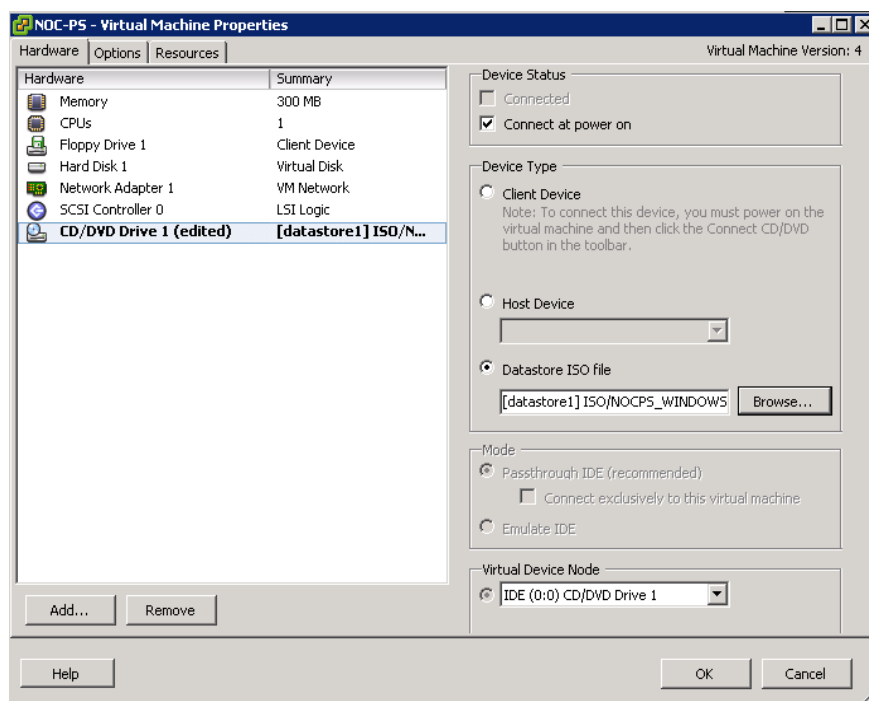 NOC-PS - Virtual Machine Properties
Hardware Options Resources Virtual Machine Version: 4
Hardware Summary
Memory 300 MB
CPUs 1
Floppy Drive 1 Client Device
Hard Disk 1 Virtual Disk
Network Adapter 1 VM Network
SCSI Controller 0 LSI Logic
CD/DVD Drive 1 (edited) [datastore1] ISO/N...
Add... Remove
Device Status
Connected
Connect at power on
Device Type
Client Device
Note: To connect this device, you must power on the
virtual machine and then click the Connect CD/DVD
button in the toolbar.
Host Device
Datastore ISO file
[datastore1] ISO/NOCPS_WINDOWS Browse...
Mode
Passthrough IDE (recommended)
Connect exclusively to this virtual machine
Emulate IDE
Virtual Device Node
IDE (0:0) CD/DVD Drive 1
Help OK Cancel